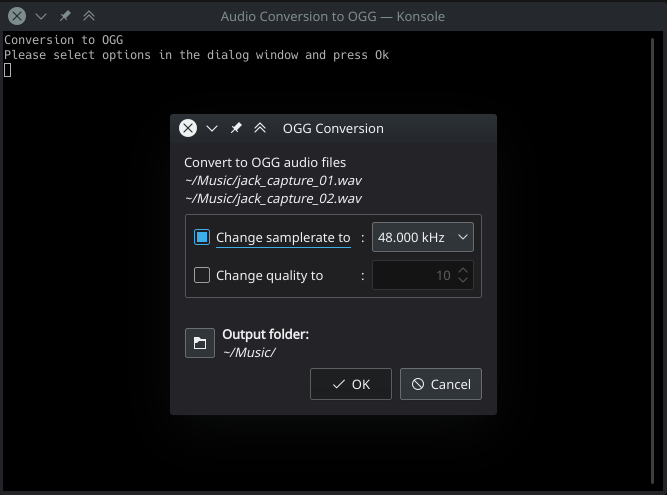 Audio Conversion to OGG — Konsole
Conversion to OGG
Please select options in the dialog window and press Ok
OGG Conversion
Convert to OGG audio files
~/Music/jack_capture_01.wav
~/Music/jack_capture_02.wav
Change samplerate to : 48.000 kHz
Change quality to : 10
Output folder:
~/Music/
OK Cancel